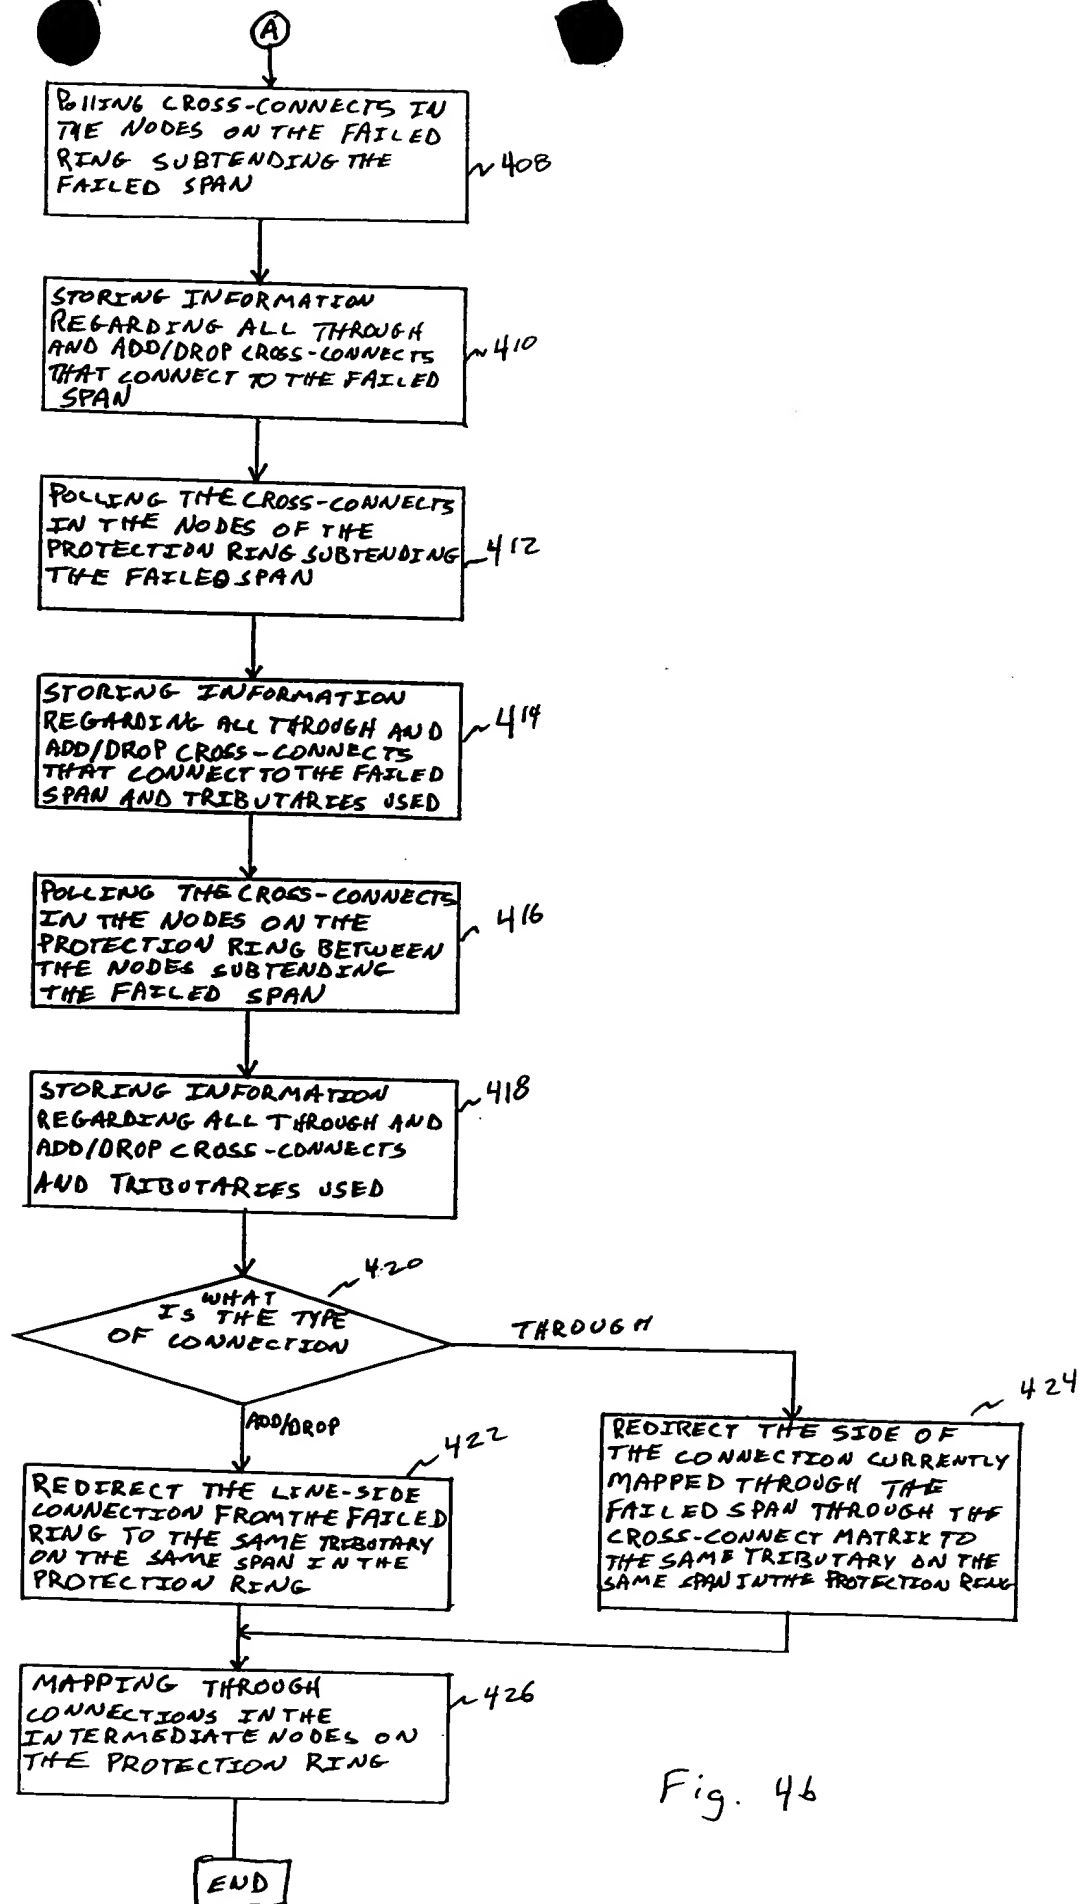 A
POLLING CROSS-CONNECTS IN
THE NODES ON THE FAILED
RING SUBTENDING THE
FAILED SPAN
408
STORING INFORMATION
REGARDING ALL THROUGH
AND ADD/DROP CROSS-CONNECTS
THAT CONNECT TO THE FAILED
SPAN
410
POLLING THE CROSS-CONNECTS
IN THE NODES OF THE
PROTECTION RING SUBTENDING
THE FAILED SPAN
412
STORING INFORMATION
REGARDING ALL THROUGH AND
ADD/DROP CROSS-CONNECTS
THAT CONNECT TO THE FAILED
SPAN AND TRIBUTARIES USED
414
POLLING THE CROSS-CONNECTS
IN THE NODES ON THE
PROTECTION RING BETWEEN
THE NODES SUBTENDING
THE FAILED SPAN
416
STORING INFORMATION
REGARDING ALL THROUGH AND
ADD/DROP CROSS-CONNECTS
AND TRIBUTARIES USED
418
WHAT
IS THE TYPE
OF CONNECTION
420
THROUGH
ADD/DROP
REDIRECT THE LINE-SIDE
CONNECTION FROM THE FAILED
RING TO THE SAME TRIBUTARY
ON THE SAME SPAN IN THE
PROTECTION RING
422
REDIRECT THE SIDE OF
THE CONNECTION CURRENTLY
MAPPED THROUGH THE
FAILED SPAN THROUGH THE
CROSS-CONNECT MATRIX TO
THE SAME TRIBUTARY ON THE
SAME SPAN IN THE PROTECTION RING
424
MAPPING THROUGH
CONNECTIONS IN THE
INTERMEDIATE NODES ON
THE PROTECTION RING
426
Fig. 4b
END